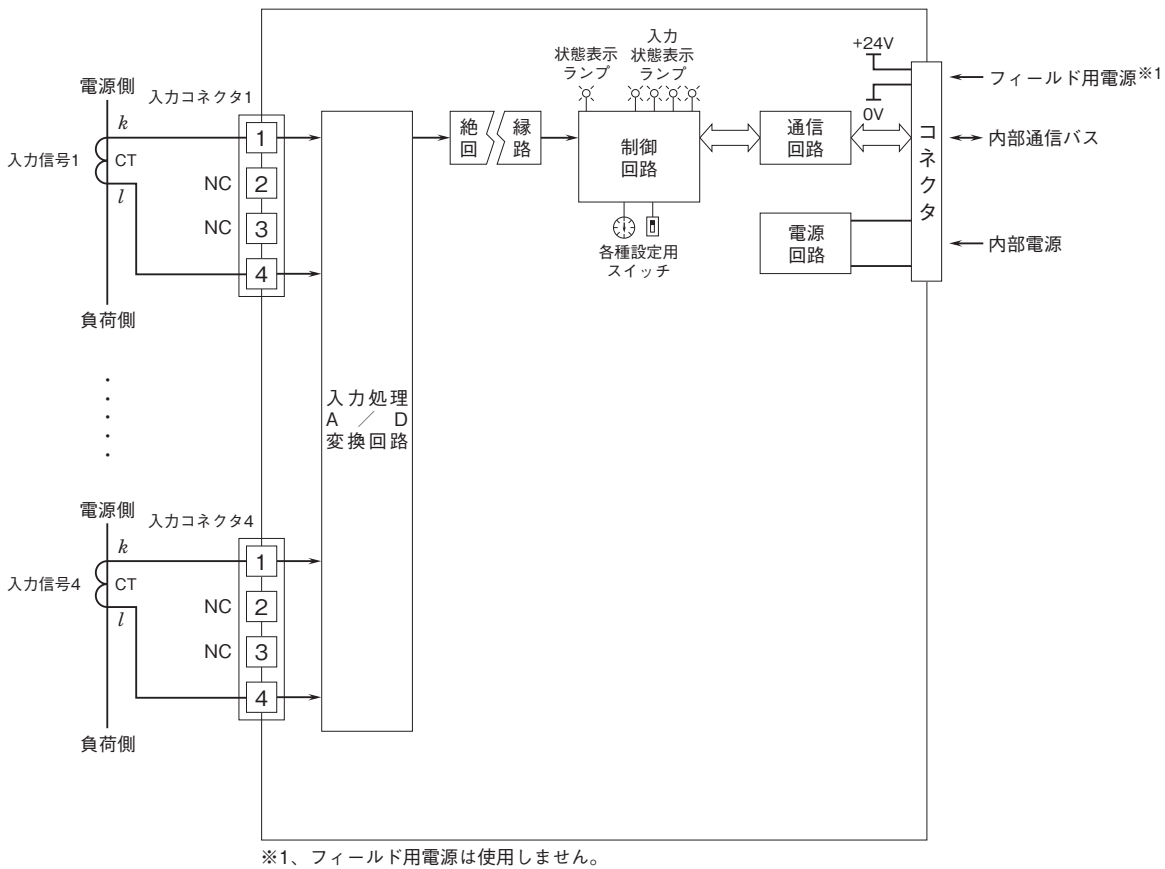 状態表示
ランプ
入力
状態表示
ランプ
+24V
0V
フィールド用電源※1
内部通信バス
内部電源
コネクタ
電源側
入力コネクタ1
k
入力信号1
CT
l
1
NC 2
NC 3
4
負荷側
絶縁
回路
制御
回路
通信
回路
電源
回路
各種設定用
スイッチ
入力処理
A／D
変換回路
電源側
入力コネクタ4
k
入力信号4
CT
l
1
NC 2
NC 3
4
負荷側
※1、フィールド用電源は使用しません。